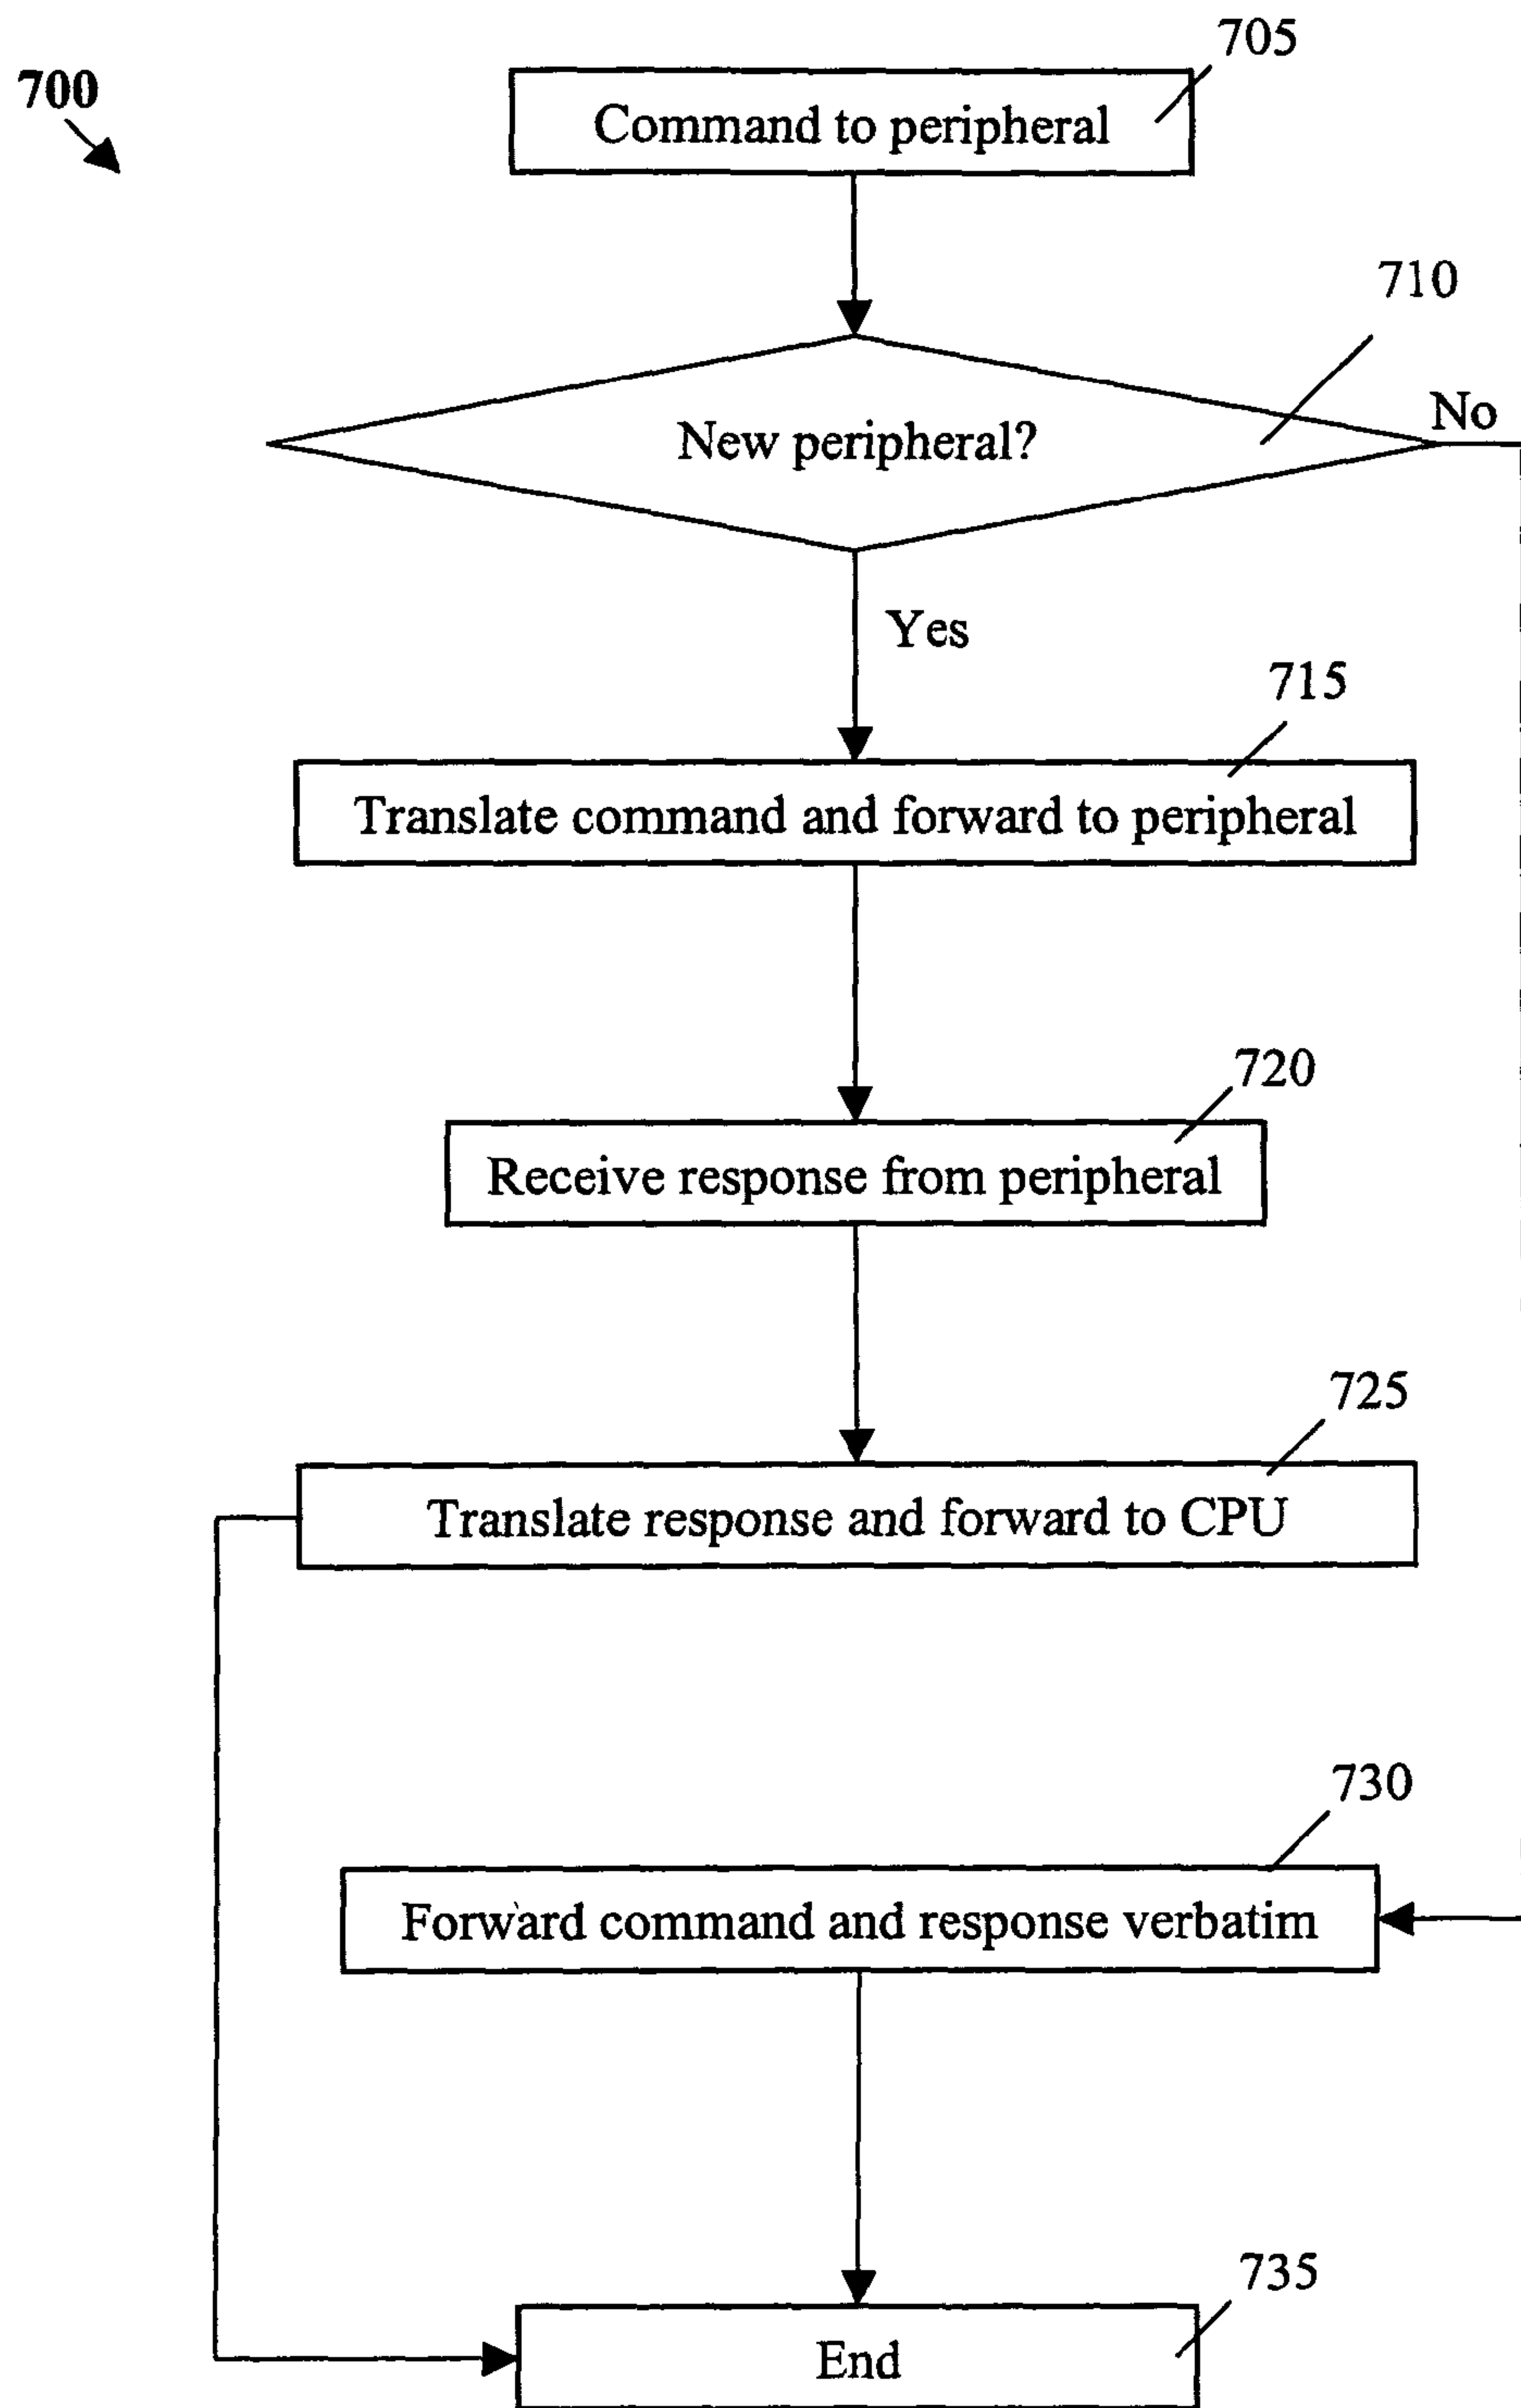 705
700
Command to peripheral
710
No
New peripheral?
Yes
715
Translate command and forward to peripheral
720
Receive response from peripheral
725
Translate response and forward to CPU
730
Forward command and response verbatim
735
End